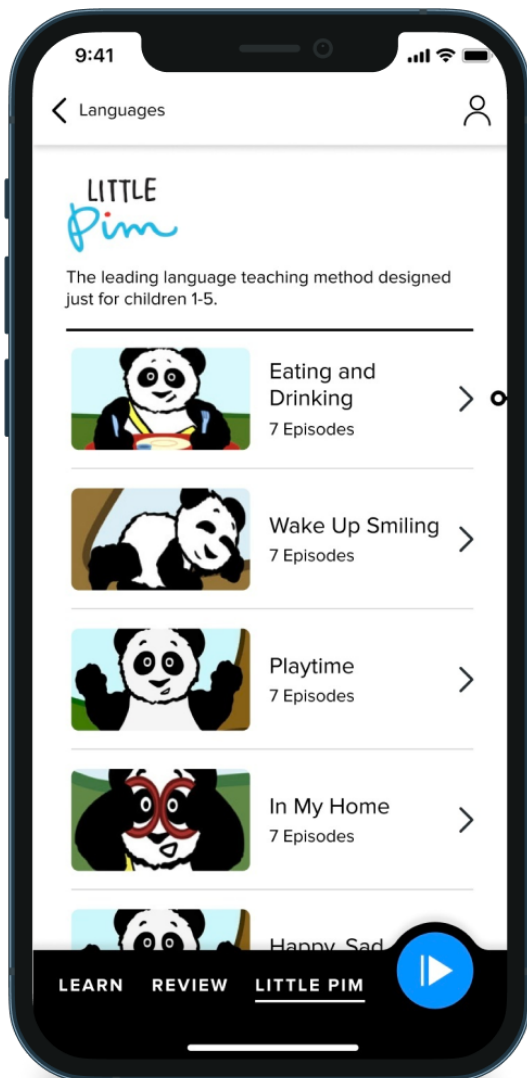 9:41
Languages
LITTLE
Pim
The leading language teaching method designed
just for children 1-5.
Eating and
Drinking
7 Episodes
Wake Up Smiling
7 Episodes
Playtime
7 Episodes
In My Home
7 Episodes
Happy, Sad
LEARN REVIEW LITTLE PIM